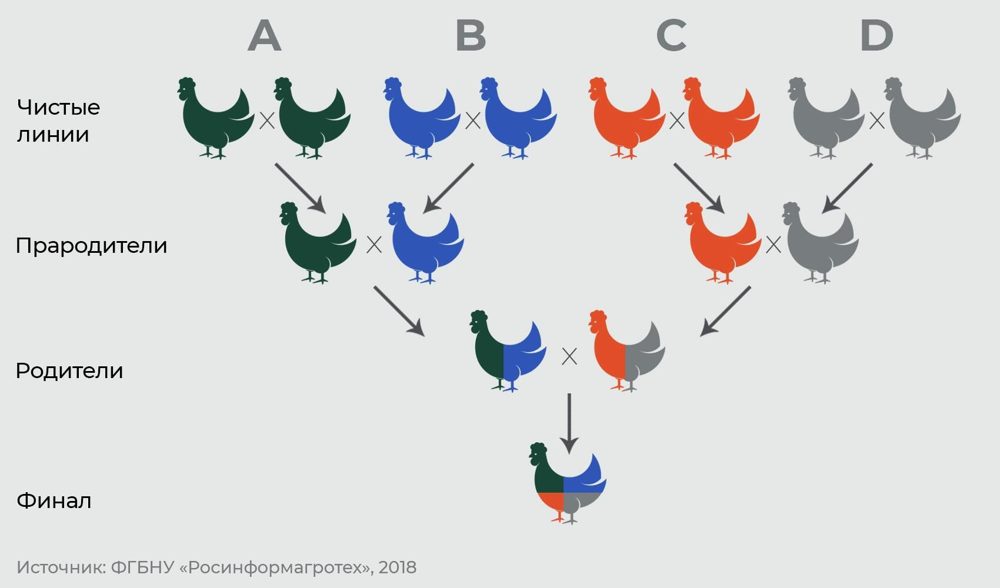 A B C D
Чистые
линии
Прародители
Родители
Финал
Источник: ФГБНУ «Росинформагротех», 2018